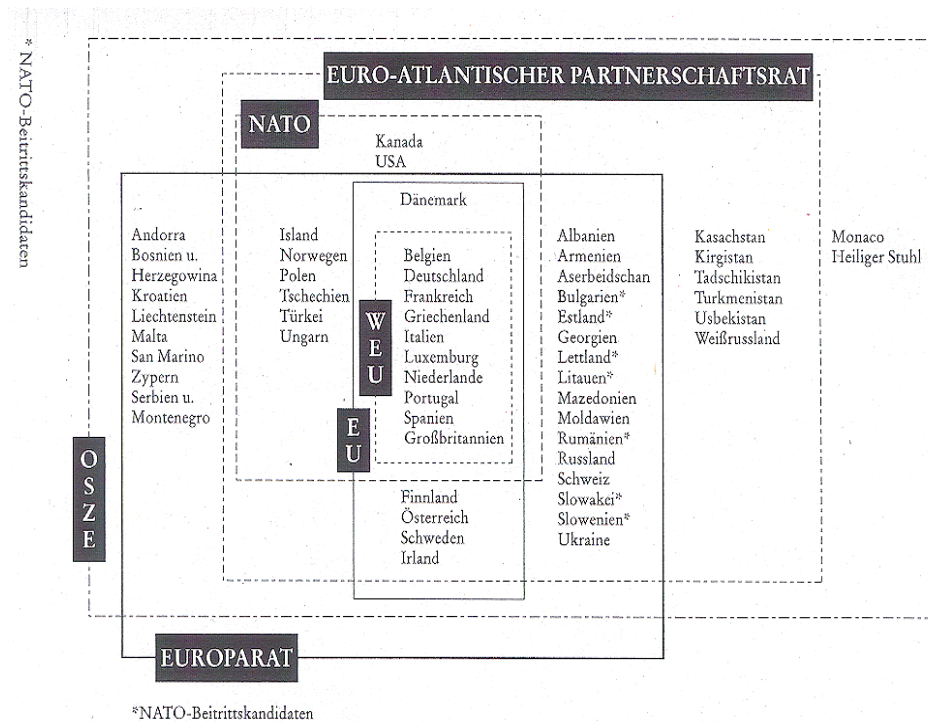 * NATO-Beitrittskandidaten
EURO-ATLANTISCHER PARTNERSCHAFTSRAT
NATO
Kanada
USA
Dänemark
Andorra
Bosnien u.
Herzegowina
Kroatien
Liechtenstein
Malta
San Marino
Zypern
Serbien u.
Montenegro
Island
Norwegen
Polen
Tschechien
Türkei
Ungarn
WEU
Belgien
Deutschland
Frankreich
Griechenland
Italien
Luxemburg
Niederlande
Portugal
Spanien
Großbritannien
EU
Finnland
Österreich
Schweden
Irland
Albanien
Armenien
Aserbeidschan
Bulgarien*
Estland*
Georgien
Lettland*
Litauen*
Mazedonien
Moldawien
Rumänien*
Russland
Schweiz
Slowakei*
Slowenien*
Ukraine
Kasachstan
Kirgistan
Tadschikistan
Turkmenistan
Usbekistan
Weißrussland
Monaco
Heiliger Stuhl
OSZE
EUROPARAT
*NATO-Beitrittskandidaten